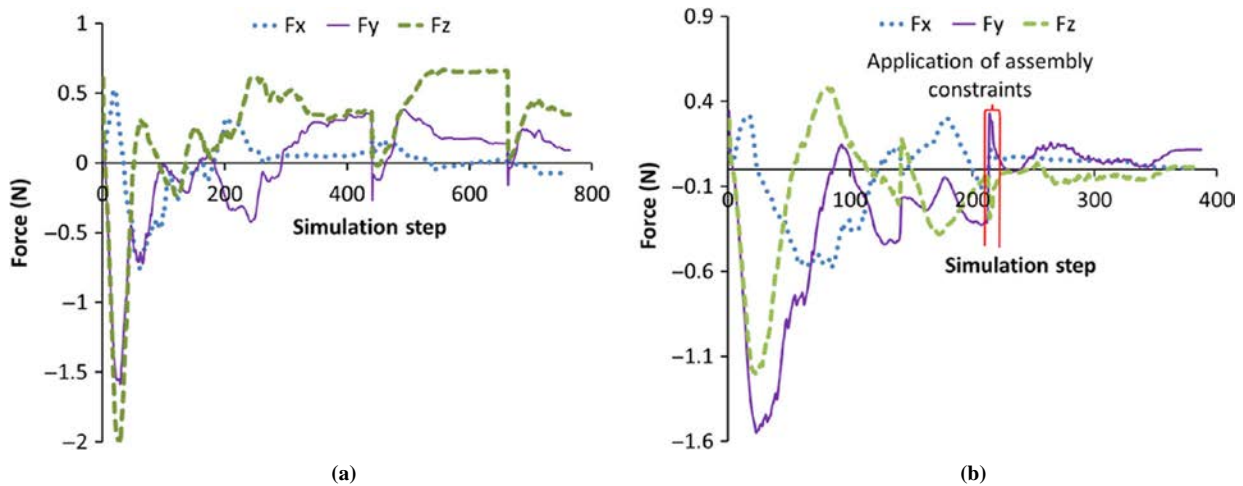 1
0.5
0
−0.5
−1
−1.5
−2
Force (N)
Fx Fy Fz
0 200 400 600 800
Simulation step
(a)
0.9
0.4
−0.1
−0.6
−1.1
−1.6
Force (N)
Fx Fy Fz
Application of assembly
constraints
0 100 200 300 400
Simulation step
(b)